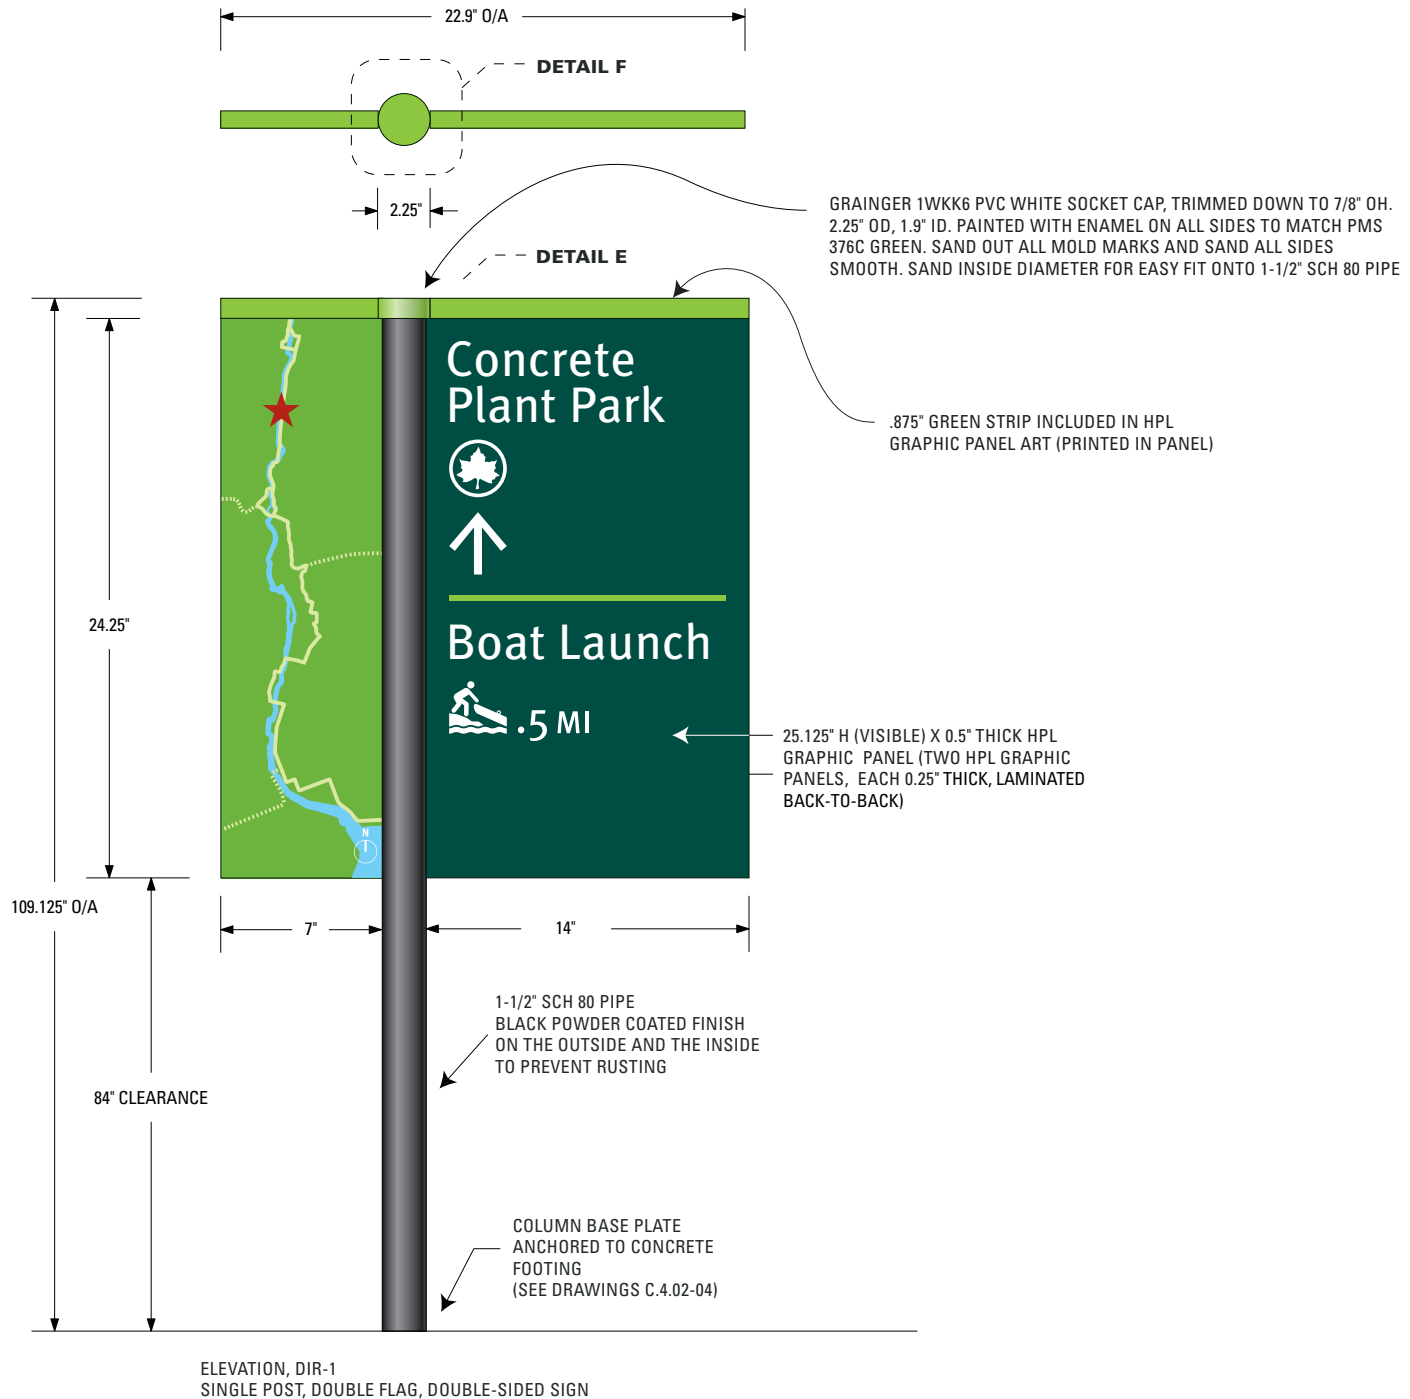 22.9" O/A
DETAIL F
2.25"
GRAINGER 1WKK6 PVC WHITE SOCKET CAP, TRIMMED DOWN TO 7/8" OH.
2.25" OD, 1.9" ID. PAINTED WITH ENAMEL ON ALL SIDES TO MATCH PMS
376C GREEN. SAND OUT ALL MOLD MARKS AND SAND ALL SIDES
SMOOTH. SAND INSIDE DIAMETER FOR EASY FIT ONTO 1-1/2" SCH 80 PIPE
DETAIL E
Concrete
Plant Park
.875" GREEN STRIP INCLUDED IN HPL
GRAPHIC PANEL ART (PRINTED IN PANEL)
24.25"
Boat Launch
.5 MI
25.125" H (VISIBLE) X 0.5" THICK HPL
GRAPHIC PANEL (TWO HPL GRAPHIC
PANELS, EACH 0.25" THICK, LAMINATED
BACK-TO-BACK)
N
109.125" O/A
7"
14"
1-1/2" SCH 80 PIPE
BLACK POWDER COATED FINISH
ON THE OUTSIDE AND THE INSIDE
TO PREVENT RUSTING
84" CLEARANCE
COLUMN BASE PLATE
ANCHORED TO CONCRETE
FOOTING
(SEE DRAWINGS C.4.02-04)
ELEVATION, DIR-1
SINGLE POST, DOUBLE FLAG, DOUBLE-SIDED SIGN